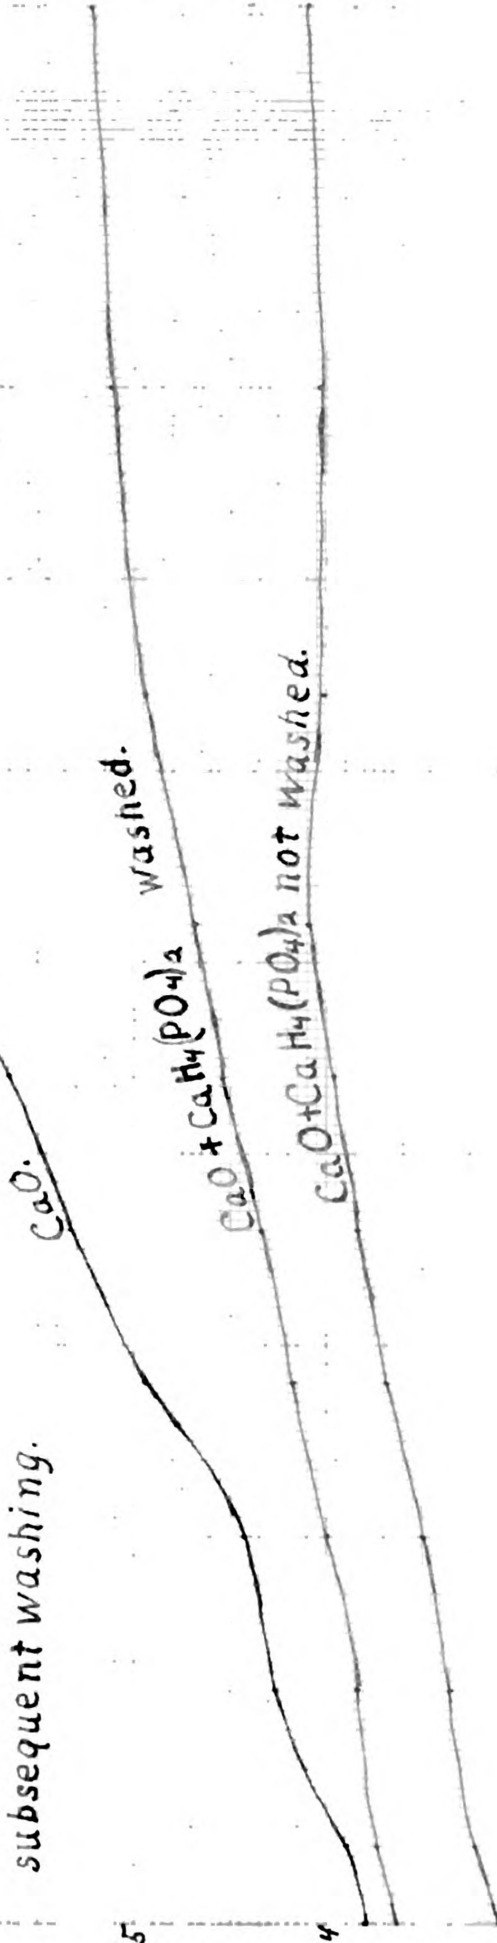 subsequent washing.
CaO.
CaO + CaH₄(PO₄)₂ washed.
CaO+CaH₄(PO₄)₂ not washed.
5
4